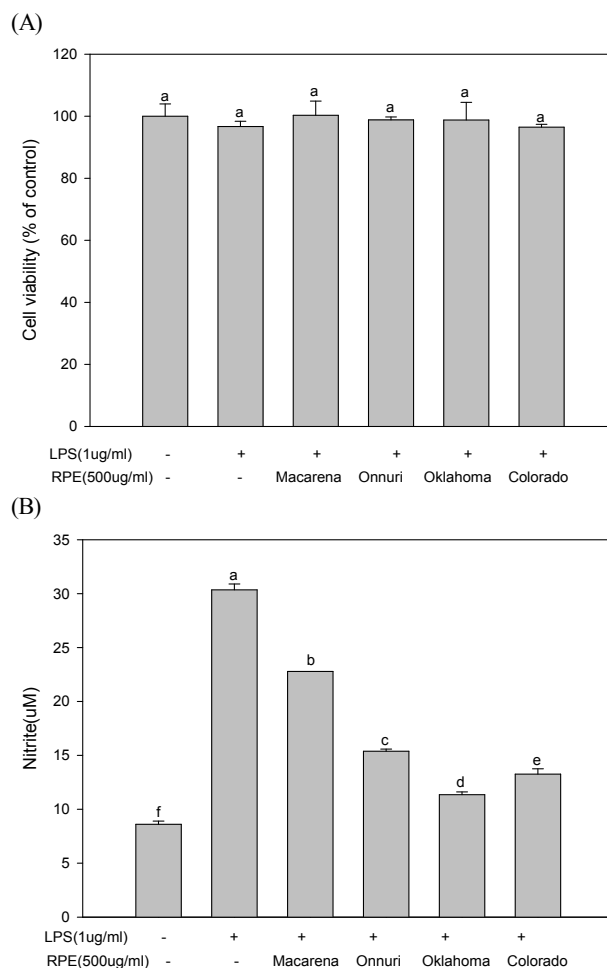 (A)
120
100
80
60
40
20
0
Cell viability (% of control)
a a a a a a
LPS(1ug/ml) - + + + + +
RPE(500ug/ml) - - Macarena Onnuri Oklahoma Colorado
(B)
35
30
25
20
15
10
5
0
Nitrite(uM)
f a b c d e
LPS(1ug/ml) - + + + + +
RPE(500ug/ml) - - Macarena Onnuri Oklahoma Colorado